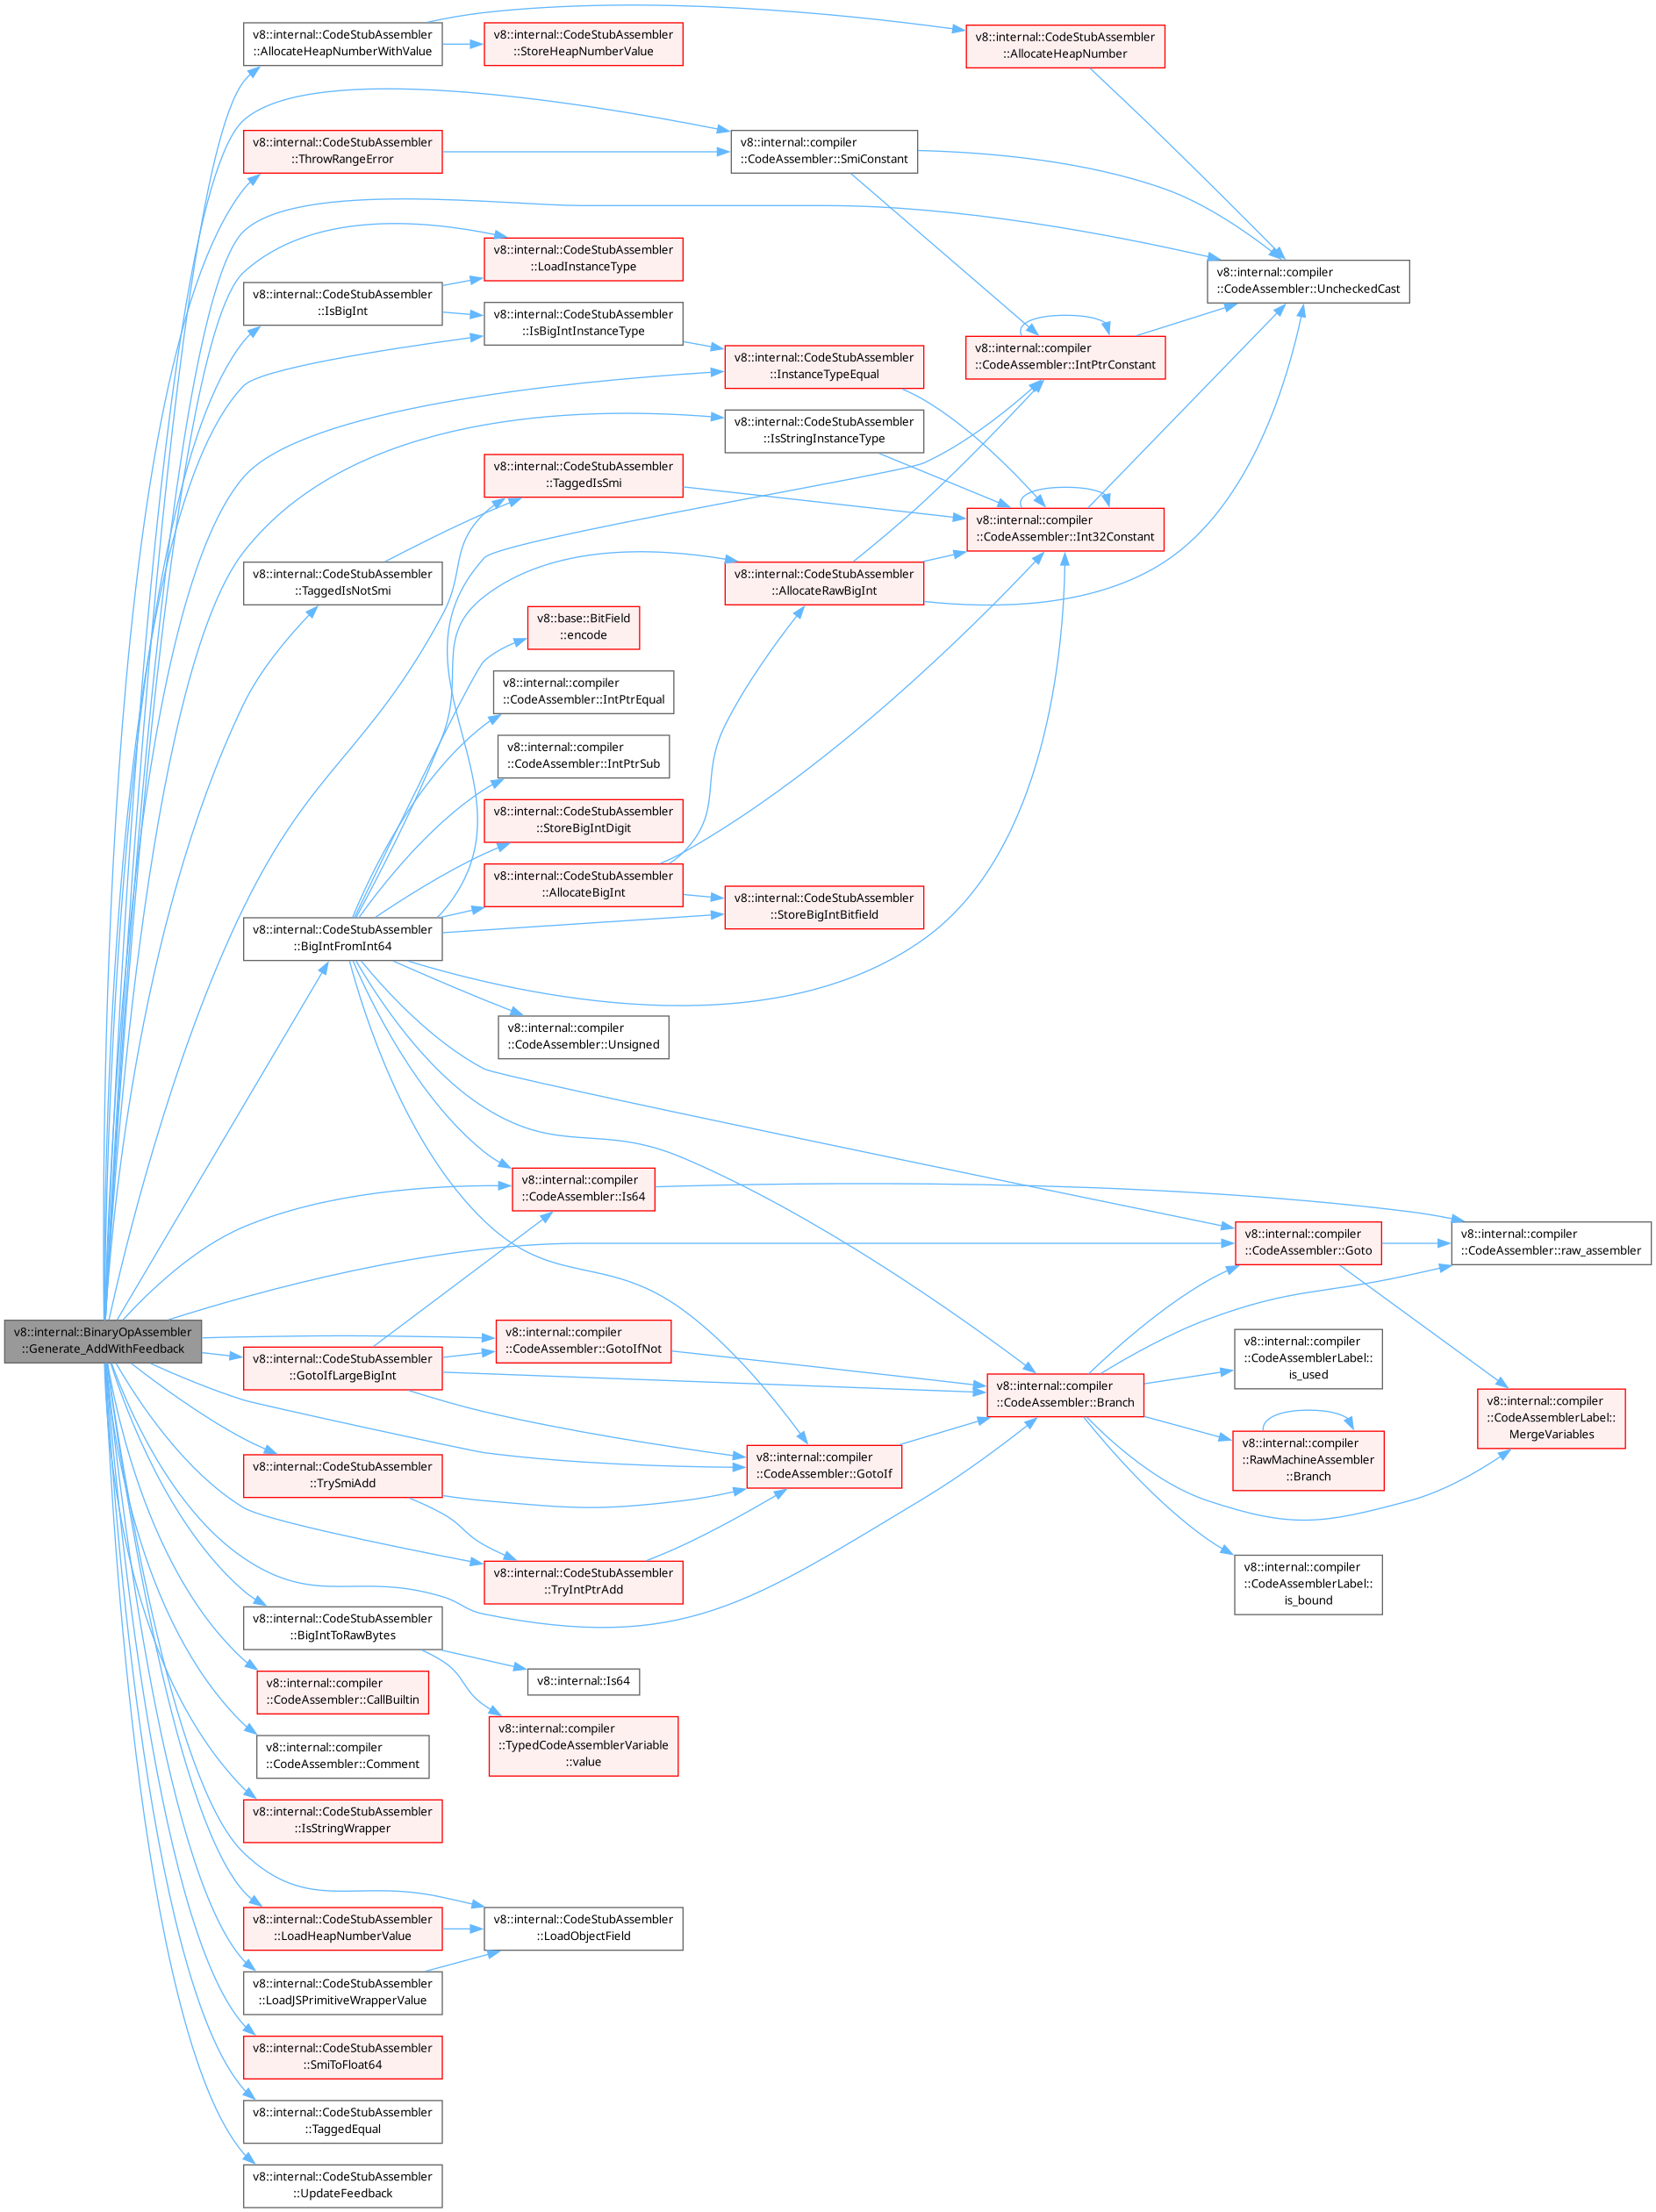 v8::internal::CodeStubAssembler
::AllocateHeapNumberWithValue
v8::internal::CodeStubAssembler
::StoreHeapNumberValue
v8::internal::CodeStubAssembler
::AllocateHeapNumber
v8::internal::CodeStubAssembler
::ThrowRangeError
v8::internal::compiler
::CodeAssembler::SmiConstant
v8::internal::CodeStubAssembler
::LoadInstanceType
v8::internal::compiler
::CodeAssembler::UncheckedCast
v8::internal::CodeStubAssembler
::IsBigInt
v8::internal::CodeStubAssembler
::IsBigIntInstanceType
v8::internal::CodeStubAssembler
::InstanceTypeEqual
v8::internal::compiler
::CodeAssembler::IntPtrConstant
v8::internal::CodeStubAssembler
::IsStringInstanceType
v8::internal::CodeStubAssembler
::TaggedIsSmi
v8::internal::compiler
::CodeAssembler::Int32Constant
v8::internal::CodeStubAssembler
::TaggedIsNotSmi
v8::internal::CodeStubAssembler
::AllocateRawBigInt
v8::base::BitField
::encode
v8::internal::compiler
::CodeAssembler::IntPtrEqual
v8::internal::compiler
::CodeAssembler::IntPtrSub
v8::internal::CodeStubAssembler
::StoreBigIntDigit
v8::internal::CodeStubAssembler
::AllocateBigInt
v8::internal::CodeStubAssembler
::StoreBigIntBitfield
v8::internal::CodeStubAssembler
::BigIntFromInt64
v8::internal::compiler
::CodeAssembler::Unsigned
v8::internal::compiler
::CodeAssembler::Is64
v8::internal::compiler
::CodeAssembler::Goto
v8::internal::compiler
::CodeAssembler::raw_assembler
v8::internal::BinaryOpAssembler
::Generate_AddWithFeedback
v8::internal::compiler
::CodeAssembler::GotoIfNot
v8::internal::CodeStubAssembler
::GotoIfLargeBigInt
v8::internal::compiler
::CodeAssemblerLabel::
is_used
v8::internal::compiler
::CodeAssembler::Branch
v8::internal::compiler
::CodeAssemblerLabel::
MergeVariables
v8::internal::compiler
::RawMachineAssembler
::Branch
v8::internal::compiler
::CodeAssembler::GotoIf
v8::internal::CodeStubAssembler
::TrySmiAdd
v8::internal::CodeStubAssembler
::TryIntPtrAdd
v8::internal::compiler
::CodeAssemblerLabel::
is_bound
v8::internal::CodeStubAssembler
::BigIntToRawBytes
v8::internal::Is64
v8::internal::compiler
::CodeAssembler::CallBuiltin
v8::internal::compiler
::TypedCodeAssemblerVariable
::value
v8::internal::compiler
::CodeAssembler::Comment
v8::internal::CodeStubAssembler
::IsStringWrapper
v8::internal::CodeStubAssembler
::LoadHeapNumberValue
v8::internal::CodeStubAssembler
::LoadObjectField
v8::internal::CodeStubAssembler
::LoadJSPrimitiveWrapperValue
v8::internal::CodeStubAssembler
::SmiToFloat64
v8::internal::CodeStubAssembler
::TaggedEqual
v8::internal::CodeStubAssembler
::UpdateFeedback